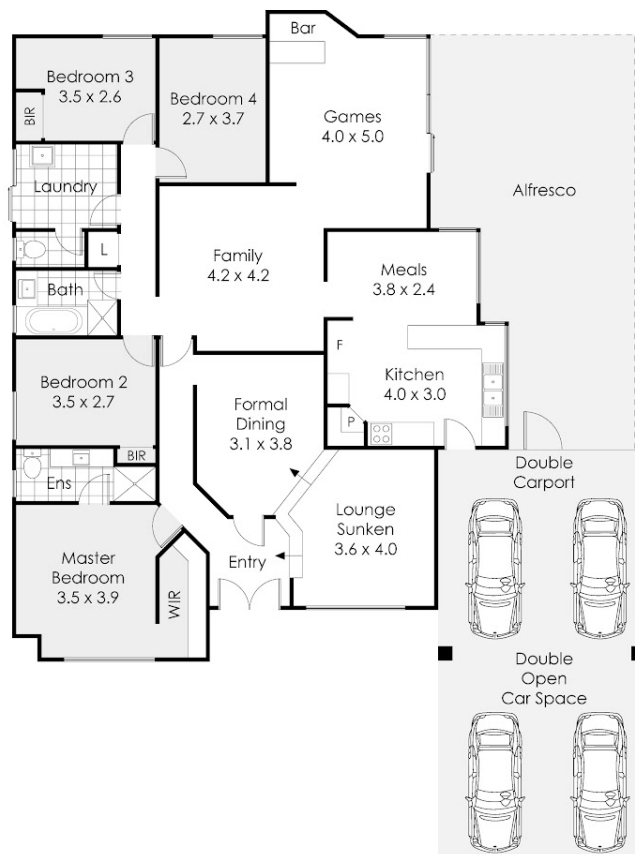 Bar
Bedroom 3
3.5 x 2.6
Bedroom 4
2.7 x 3.7
BIR
Games
4.0 x 5.0
Laundry
Alfresco
L
Family
4.2 x 4.2
Meals
3.8 x 2.4
Bath
F
Bedroom 2
3.5 x 2.7
Kitchen
4.0 x 3.0
Formal
Dining
3.1 x 3.8
P
BIR
Ens
Double
Carport
Lounge
Sunken
3.6 x 4.0
Master
Bedroom
3.5 x 3.9
Entry
WIR
Double
Open
Car Space